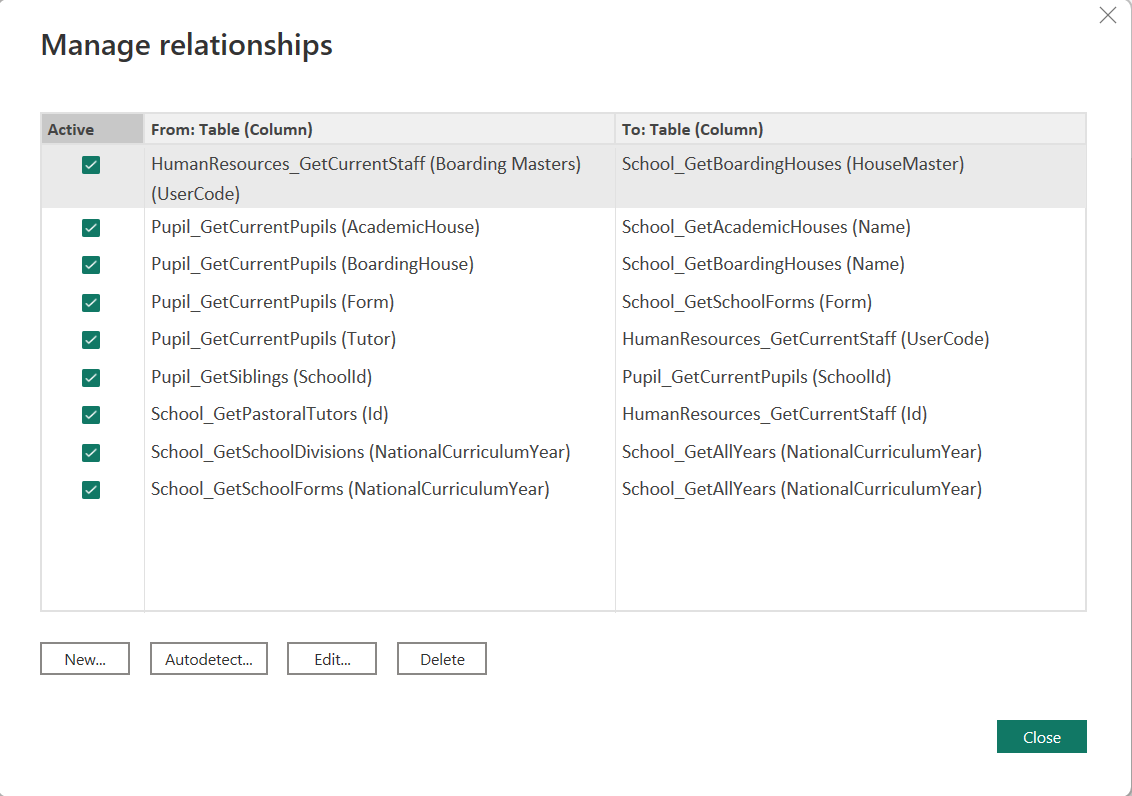 Manage relationships
Active From: Table (Column) To: Table (Column)
HumanResources_GetCurrentStaff (Boarding Masters) School_GetBoardingHouses (HouseMaster)
(UserCode)
Pupil_GetCurrentPupils (AcademicHouse) School_GetAcademicHouses (Name)
Pupil_GetCurrentPupils (BoardingHouse) School_GetBoardingHouses (Name)
Pupil_GetCurrentPupils (Form) School_GetSchoolForms (Form)
Pupil_GetCurrentPupils (Tutor) HumanResources_GetCurrentStaff (UserCode)
Pupil_GetSiblings (SchoolId) Pupil_GetCurrentPupils (SchoolId)
School_GetPastoralTutors (Id) HumanResources_GetCurrentStaff (Id)
School_GetSchoolDivisions (NationalCurriculumYear) School_GetAllYears (NationalCurriculumYear)
School_GetSchoolForms (NationalCurriculumYear) School_GetAllYears (NationalCurriculumYear)
New... Autodetect... Edit... Delete
Close